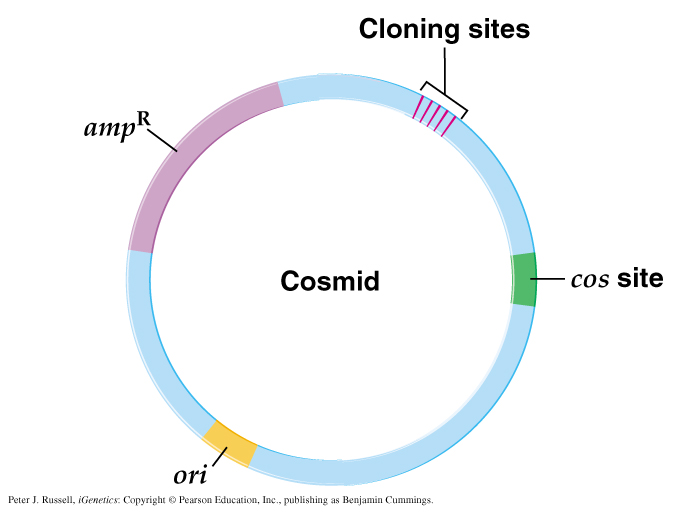 Cloning sites
ampR
Cosmid
cos site
ori
Peter J. Russell, iGenetics: Copyright © Pearson Education, Inc., publishing as Benjamin Cummings.